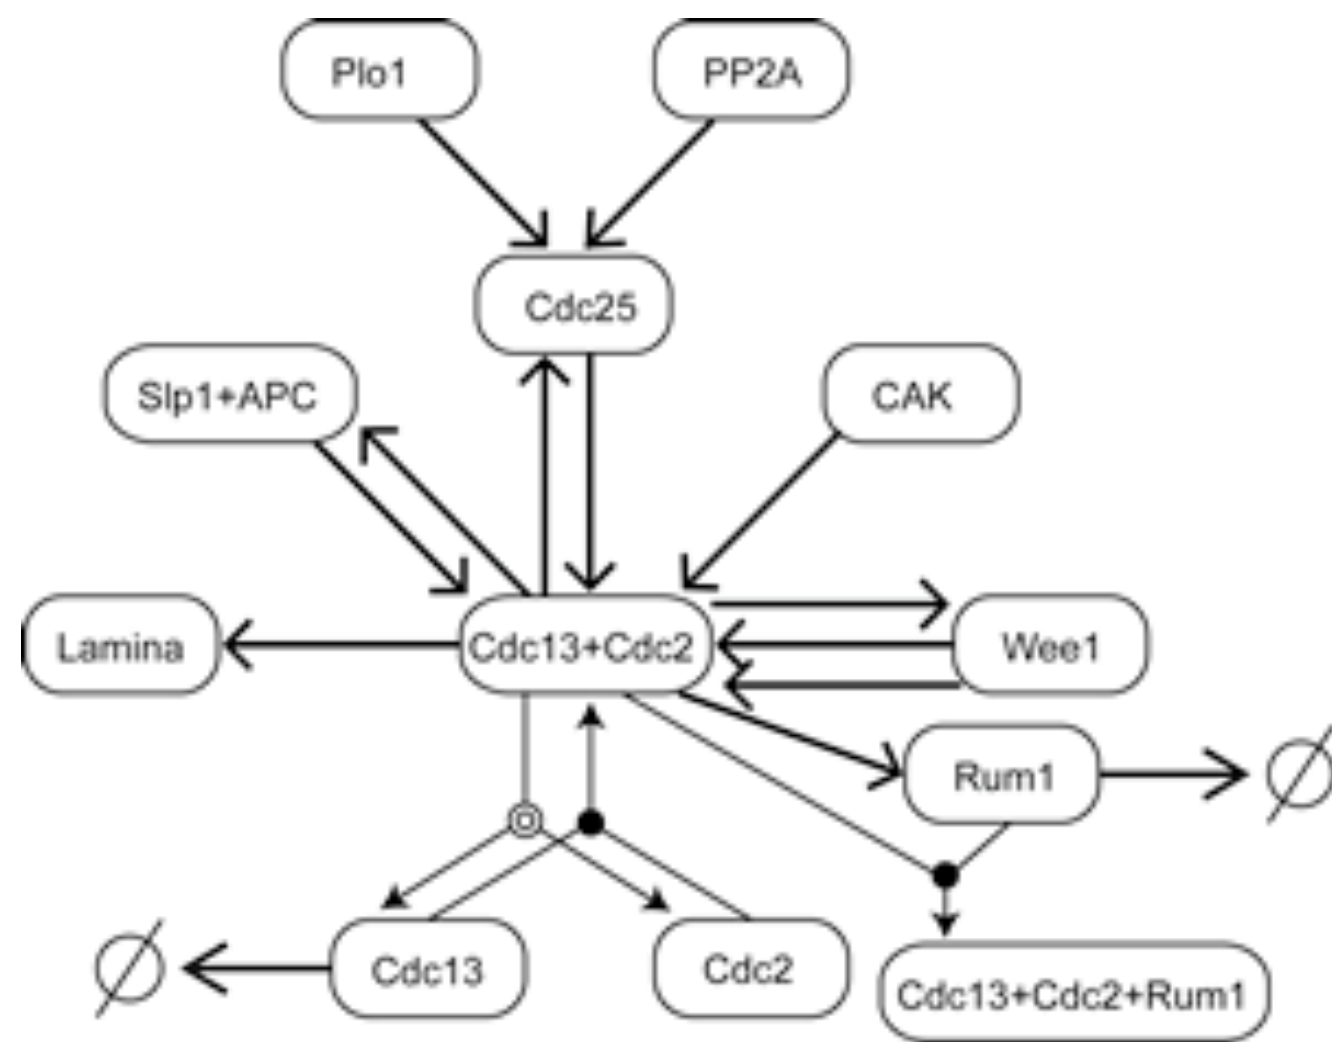 Plo1
PP2A
Cdc25
Slp1+APC
CAK
Lamina
Cdc13+Cdc2
Wee1
Rum1
Cdc13
Cdc2
Cdc13+Cdc2+Rum1